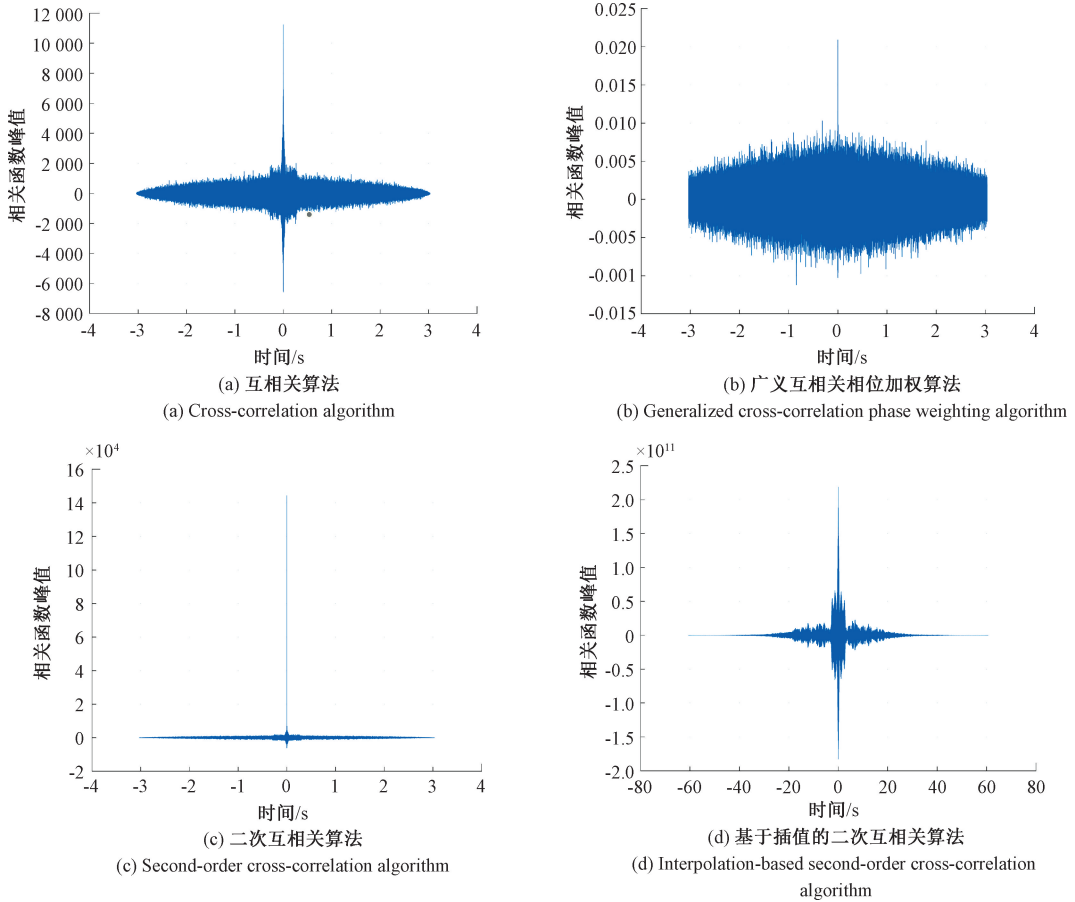 12 000
10 000
8 000
6 000
4 000
2 000
0
-2 000
-4 000
-6 000
-8 000
相关函数峰值
-4 -3 -2 -1 0 1 2 3 4
时间/s
(a) 互相关算法
(a) Cross-correlation algorithm
0.025
0.020
0.015
0.010
0.005
0
-0.005
-0.001
-0.015
相关函数峰值
-4 -3 -2 -1 0 1 2 3 4
时间/s
(b) 广义互相关相位加权算法
(b) Generalized cross-correlation phase weighting algorithm
×10⁴
16
14
12
10
8
6
4
2
0
-2
相关函数峰值
-4 -3 -2 -1 0 1 2 3 4
时间/s
(c) 二次互相关算法
(c) Second-order cross-correlation algorithm
×10¹¹
2.5
2.0
1.5
1.0
0.5
0
-0.5
-1.0
-1.5
-2.0
相关函数峰值
-80 -60 -40 -20 0 20 40 60 80
时间/s
(d) 基于插值的二次互相关算法
(d) Interpolation-based second-order cross-correlation
algorithm